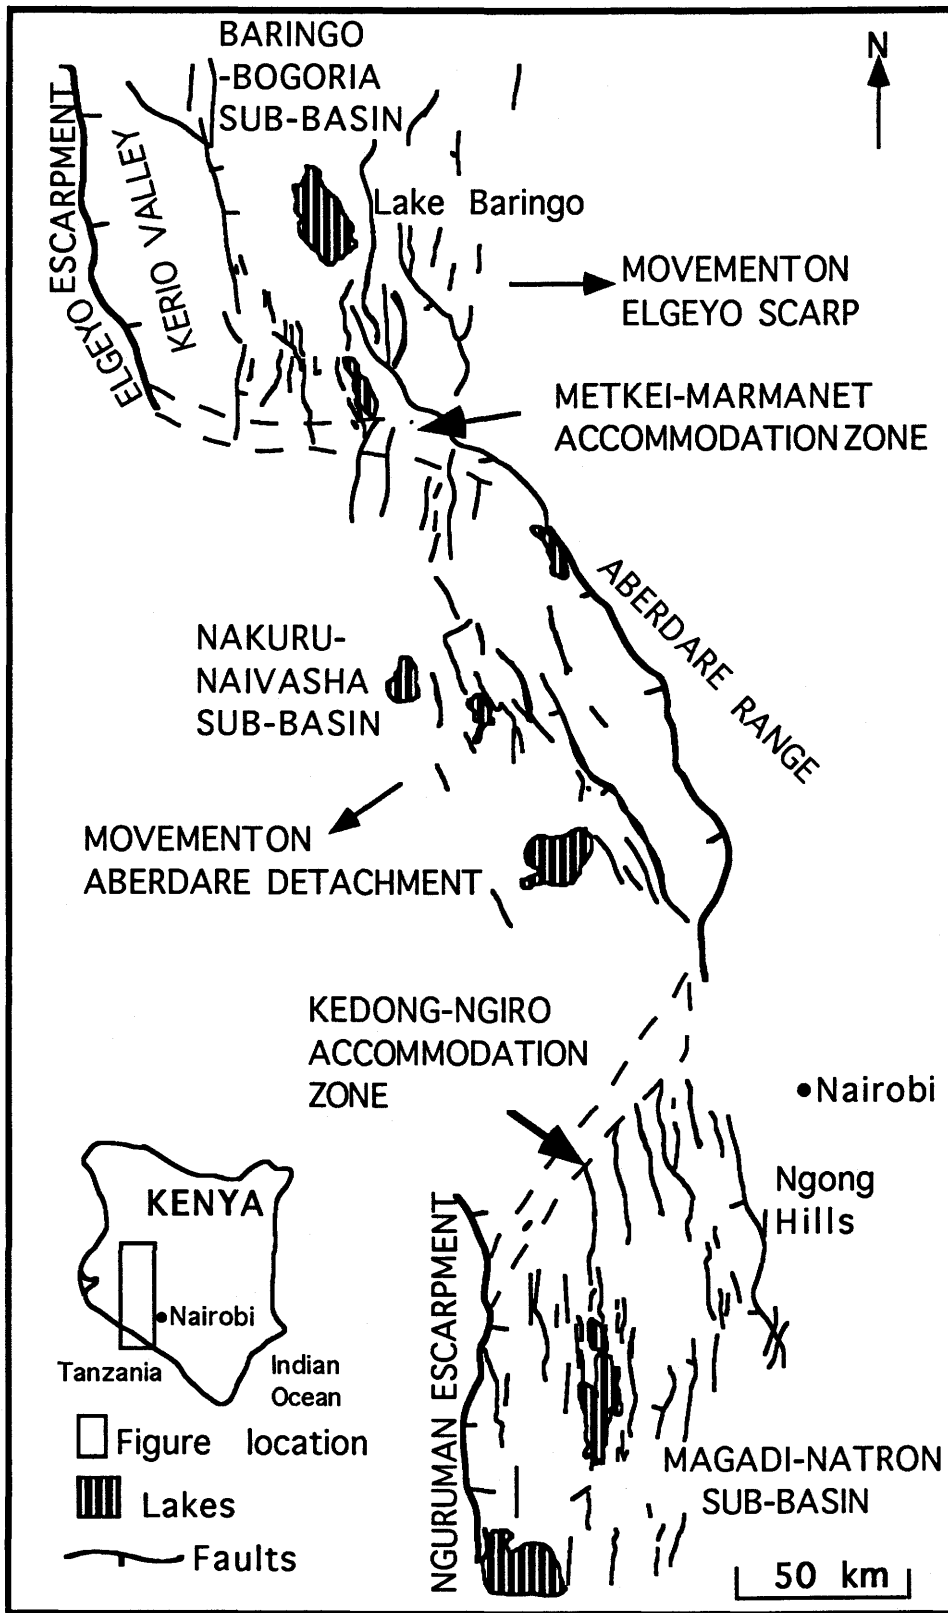 BARINGO
-BOGORIA
SUB-BASIN
N
ELGEYO ESCARPMENT
KERIO VALLEY
Lake Baringo
MOVEMENTON
ELGEYO SCARP
METKEI-MARMANET
ACCOMMODATION ZONE
ABERDARE RANGE
NAKURU-
NAIVASHA
SUB-BASIN
MOVEMENTON
ABERDARE DETACHMENT
KEDONG-NGIRO
ACCOMMODATION
ZONE
Nairobi
Ngong
Hills
KENYA
Nairobi
Tanzania
Indian
Ocean
NGURUMAN ESCARPMENT
Figure location
Lakes
Faults
MAGADI-NATRON
SUB-BASIN
50 km